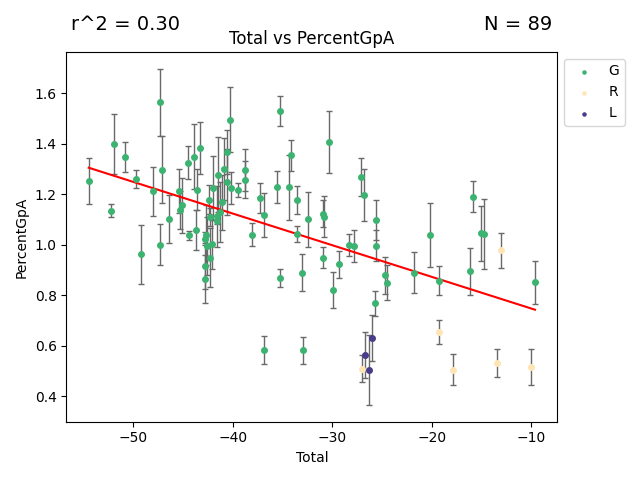 r^2 = 0.30
N = 89
Total vs PercentGpA
G
R
L
PercentGpA
1.6
1.4
1.2
1.0
0.8
0.6
0.4
−50
−40
−30
−20
−10
Total